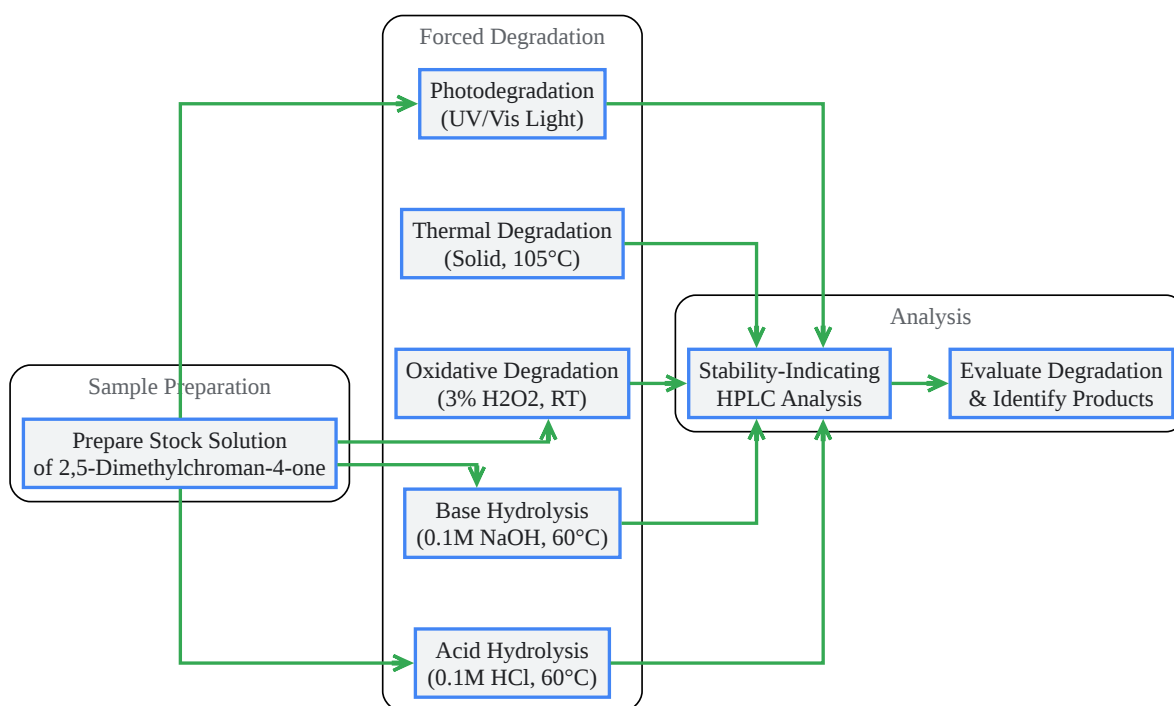 Forced Degradation
Photodegradation
(UV/Vis Light)
Thermal Degradation
(Solid, 105°C)
Analysis
Sample Preparation
Oxidative Degradation
(3% H2O2, RT)
Stability-Indicating
HPLC Analysis
Evaluate Degradation
& Identify Products
Prepare Stock Solution
of 2,5-Dimethylchroman-4-one
Base Hydrolysis
(0.1M NaOH, 60°C)
Acid Hydrolysis
(0.1M HCl, 60°C)